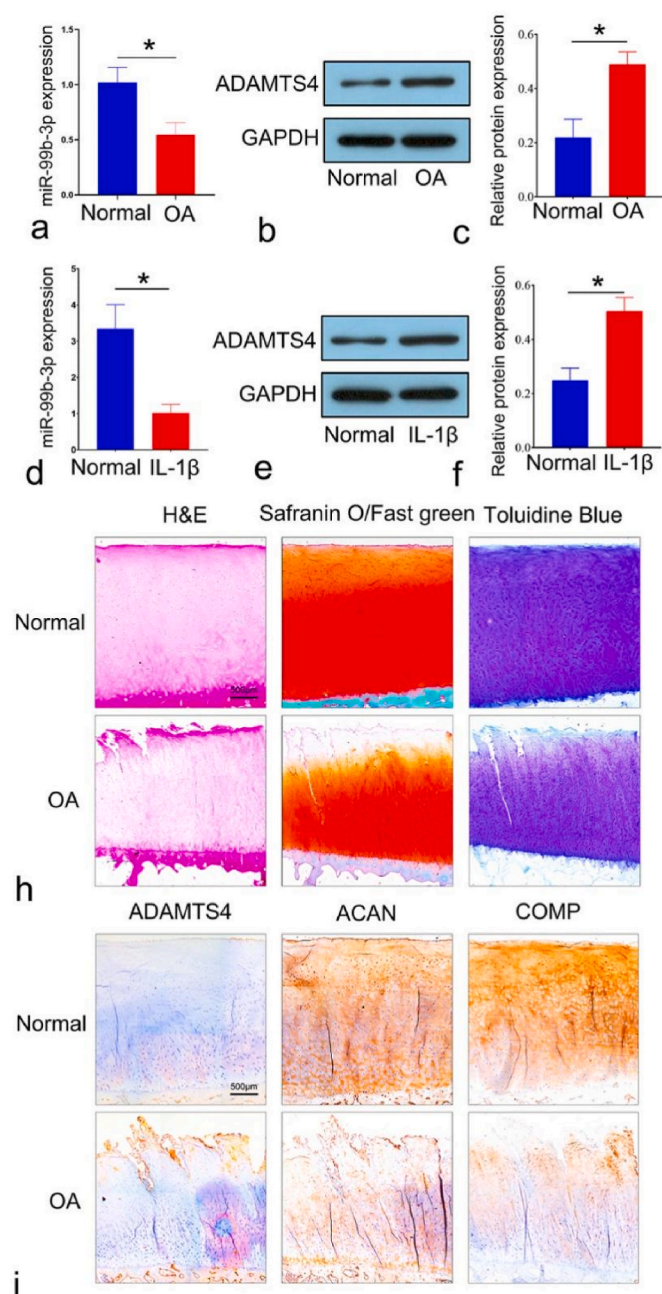 miR-99b-3p expression
1.5
1.0
0.5
0.0
*
Normal OA
a
ADAMTS4
GAPDH
Normal OA
b
Relative protein expression
0.6
0.4
0.2
0.0
*
Normal OA
c
miR-99b-3p expression
5
4
3
2
1
0
*
Normal IL-1β
d
ADAMTS4
GAPDH
Normal IL-1β
e
Relative protein expression
0.6
0.4
0.2
0.0
*
Normal IL-1β
f
H&E Safranin O/Fast green Toluidine Blue
Normal
500μm
OA
h
ADAMTS4 ACAN COMP
Normal
500μm
OA
i